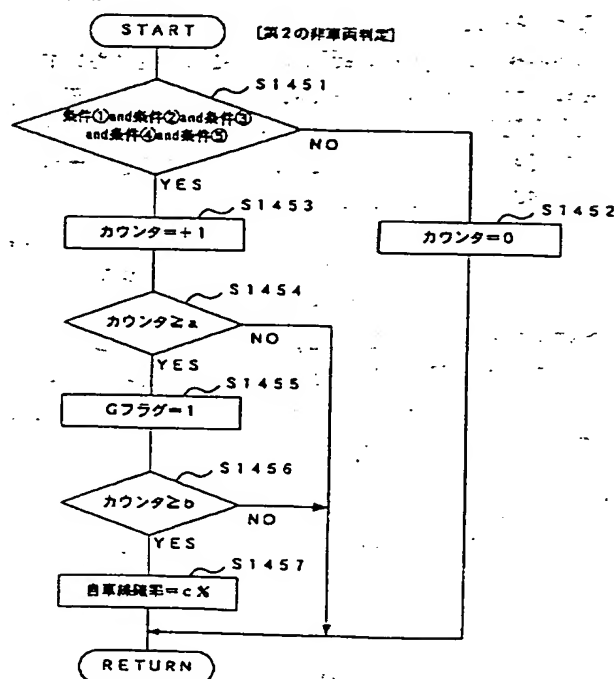 START
[第2の非車両判定]
S1451
条件①and条件②and条件③
and条件④and条件⑤
NO
YES
S1453
カウンタ=+1
S1452
カウンタ=0
S1454
カウンタ≧a
NO
YES
S1455
Gフラグ=1
S1456
カウンタ≧b
NO
YES
S1457
自車線確率=c%
RETURN